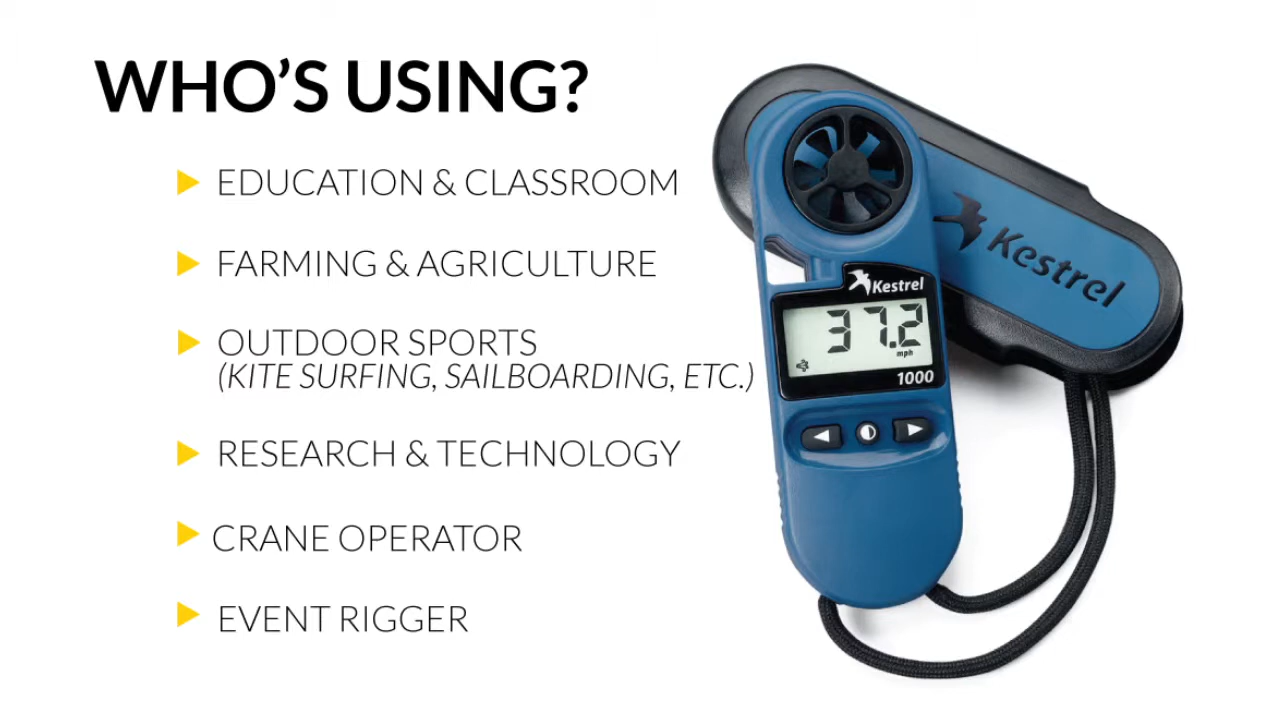 WHO'S USING?
EDUCATION & CLASSROOM
FARMING & AGRICULTURE
OUTDOOR SPORTS
(KITE SURFING, SAILBOARDING, ETC.)
RESEARCH & TECHNOLOGY
CRANE OPERATOR
EVENT RIGGER
Kestrel
Kestrel
37.2
mph
1000